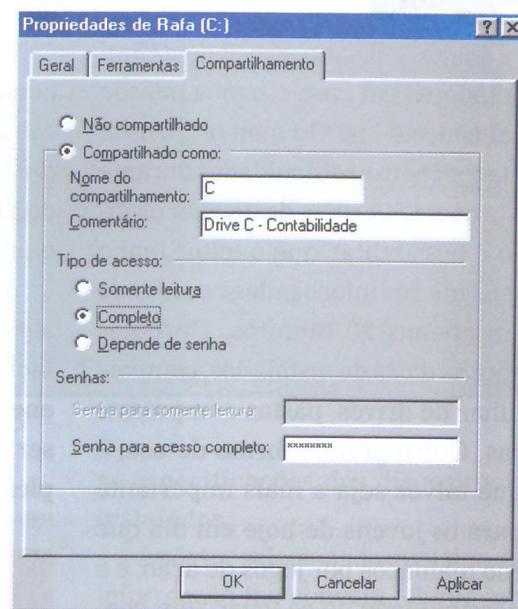 Propriedades de Rafa (C:)
Geral Ferramentas Compartilhamento
Não compartilhado
Compartilhado como:
Nome do compartilhamento: C
Comentário: Drive C - Contabilidade
Tipo de acesso:
Somente leitura
Completo
Depende de senha
Senhas:
Senha para somente leitura:
Senha para acesso completo: ××××××××
OK Cancelar Aplicar